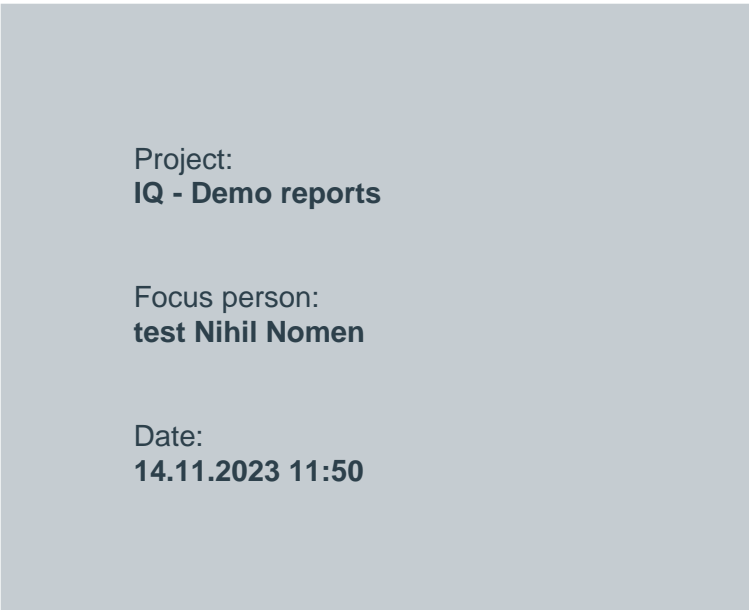 Project:
IQ - Demo reports
Focus person:
test Nihil Nomen
Date:
14.11.2023 11:50